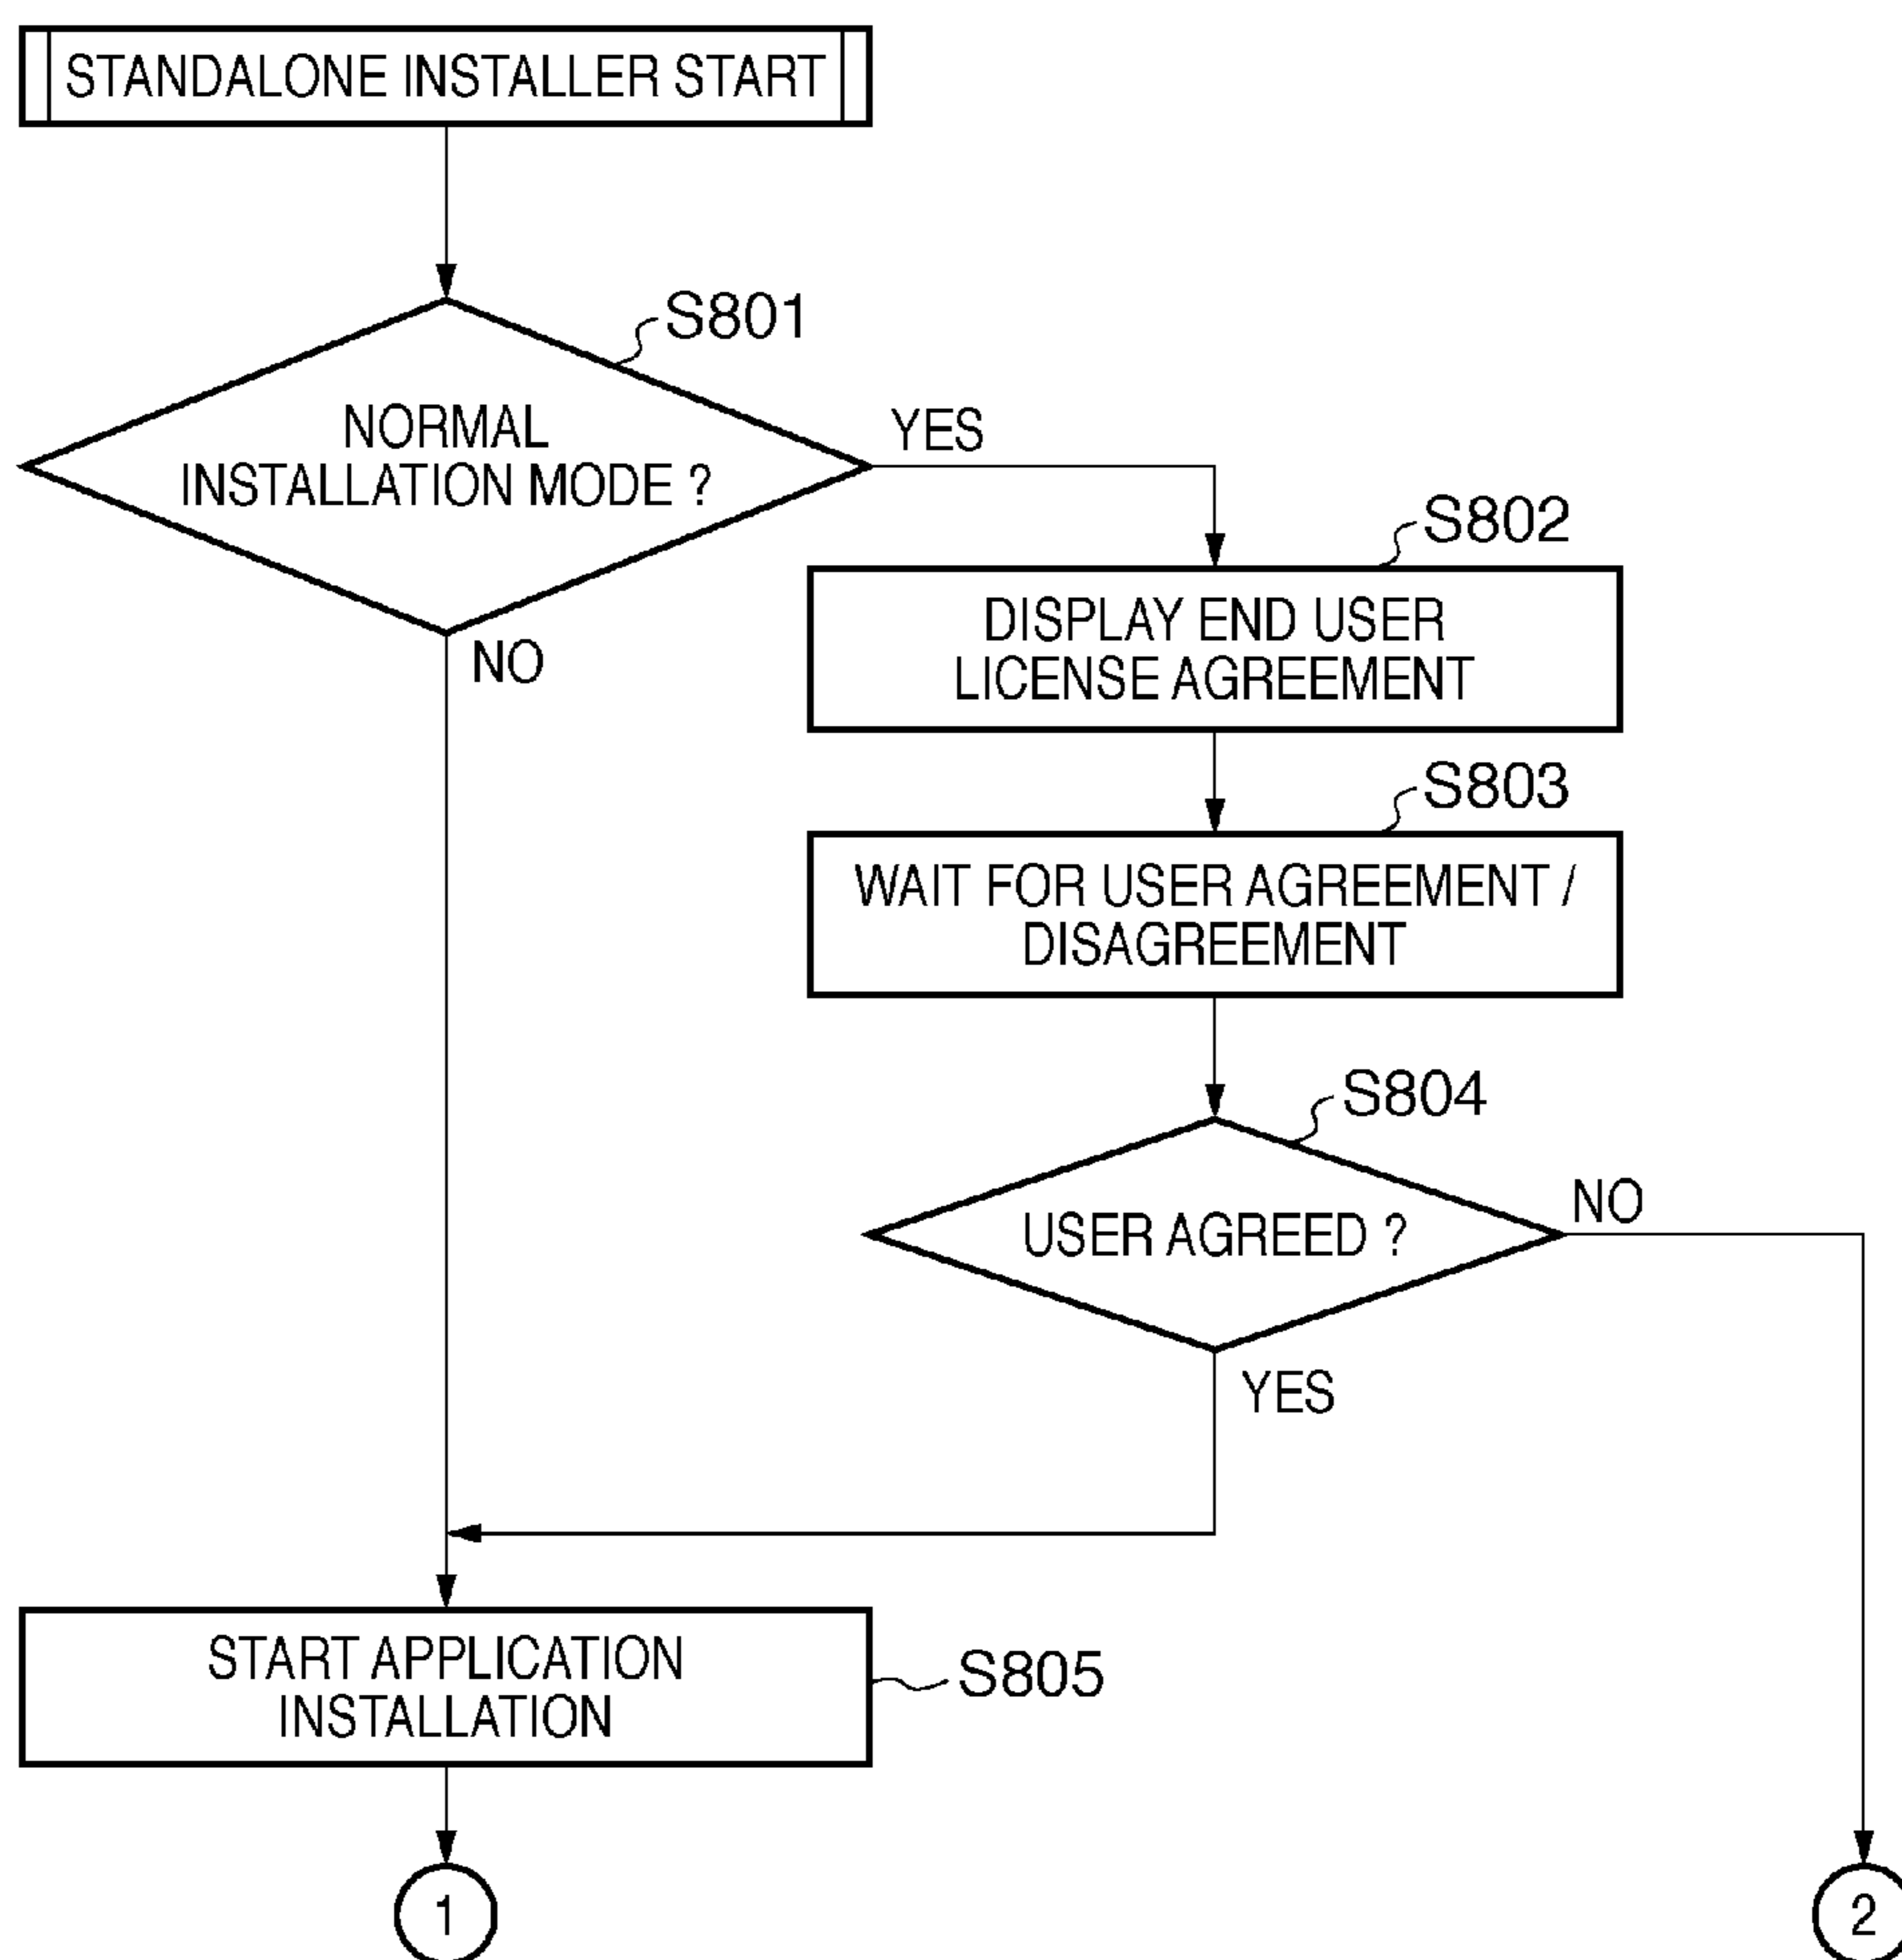 STANDALONE INSTALLER START
S801
NORMAL
INSTALLATION MODE ?
YES
NO
S802
DISPLAY END USER
LICENSE AGREEMENT
S803
WAIT FOR USER AGREEMENT /
DISAGREEMENT
S804
USER AGREED ?
NO
YES
START APPLICATION
INSTALLATION
S805
1
2